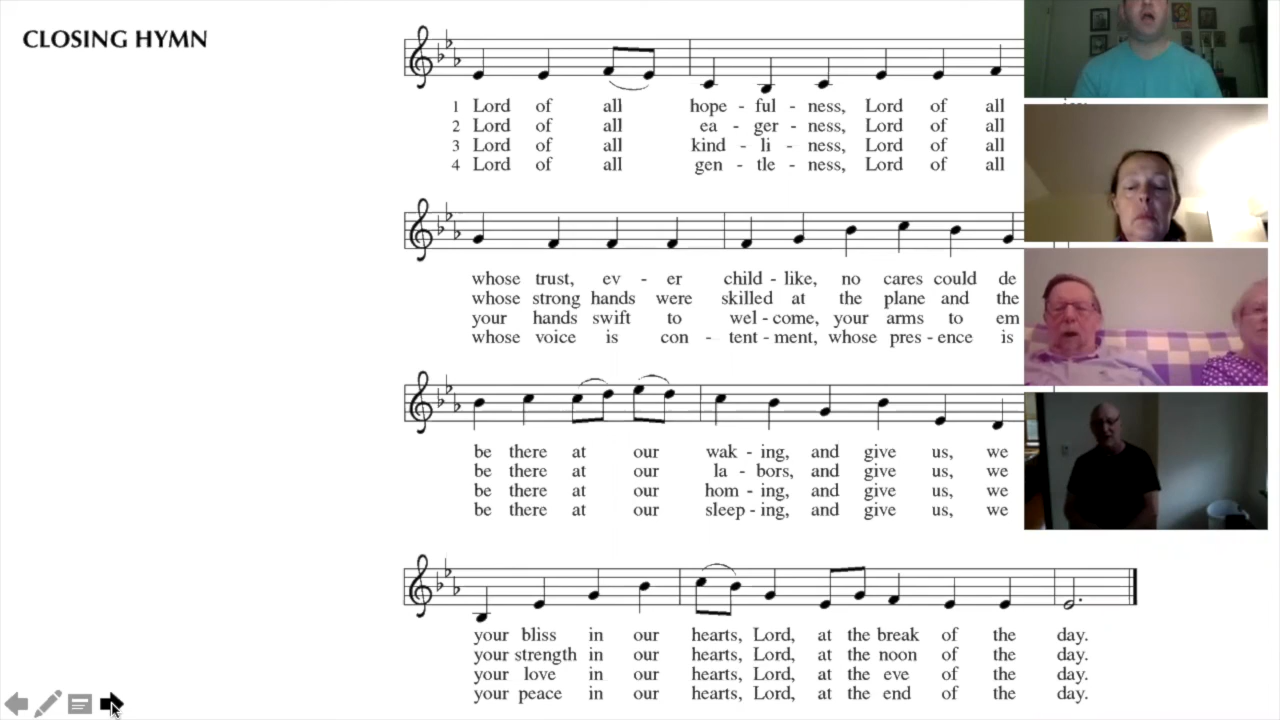 CLOSING HYMN
1 Lord of all hope - ful - ness, Lord of all
2 Lord of all ea - ger - ness, Lord of all
3 Lord of all kind - li - ness, Lord of all
4 Lord of all gen - tle - ness, Lord of all
whose trust, ev - er child - like, no cares could de
whose strong hands were skilled at the plane and the
your hands swift to wel - come, your arms to em
whose voice is con - tent - ment, whose pres - ence is
be there at our wak - ing, and give us, we
be there at our la - bors, and give us, we
be there at our hom - ing, and give us, we
be there at our sleep - ing, and give us, we
your bliss in our hearts, Lord, at the break of the day.
your strength in our hearts, Lord, at the noon of the day.
your love in our hearts, Lord, at the eve of the day.
your peace in our hearts, Lord, at the end of the day.